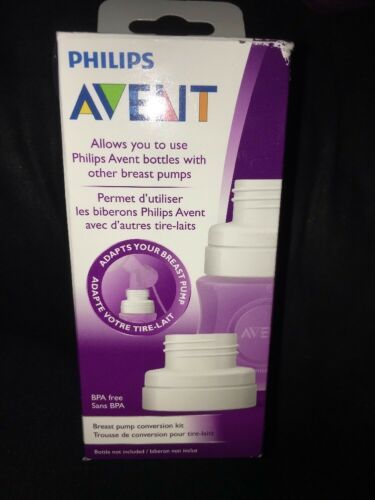 PHILIPS
AVENT
Allows you to use
Philips Avent bottles with
other breast pumps
Permet d'utiliser
les biberons Philips Avent
avec d'autres tire-laits
ADAPTS YOUR BREAST PUMP
ADAPTE VOTRE TIRE-LAIT
AVE
BPA free
Sans BPA
Breast pump conversion kit
Trousse de conversion pour tire-laits
Bottle not included / biberon non inclut